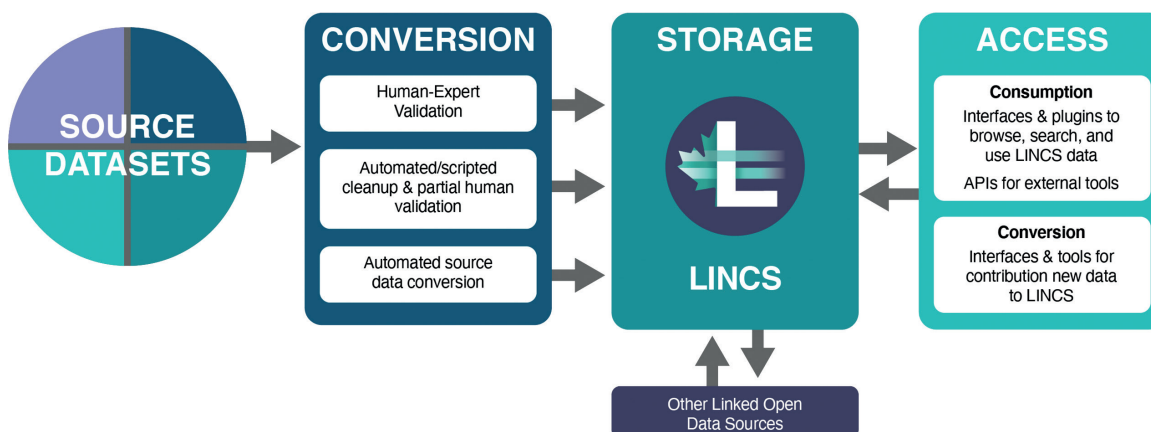 SOURCE
DATASETS
CONVERSION
Human-Expert
Validation
Automated/scripted
cleanup & partial human
validation
Automated source
data conversion
STORAGE
L
LINCS
Other Linked Open
Data Sources
ACCESS
Consumption
Interfaces & plugins to
browse, search, and
use LINCS data
APIs for external tools
Conversion
Interfaces & tools for
contribution new data
to LINCS